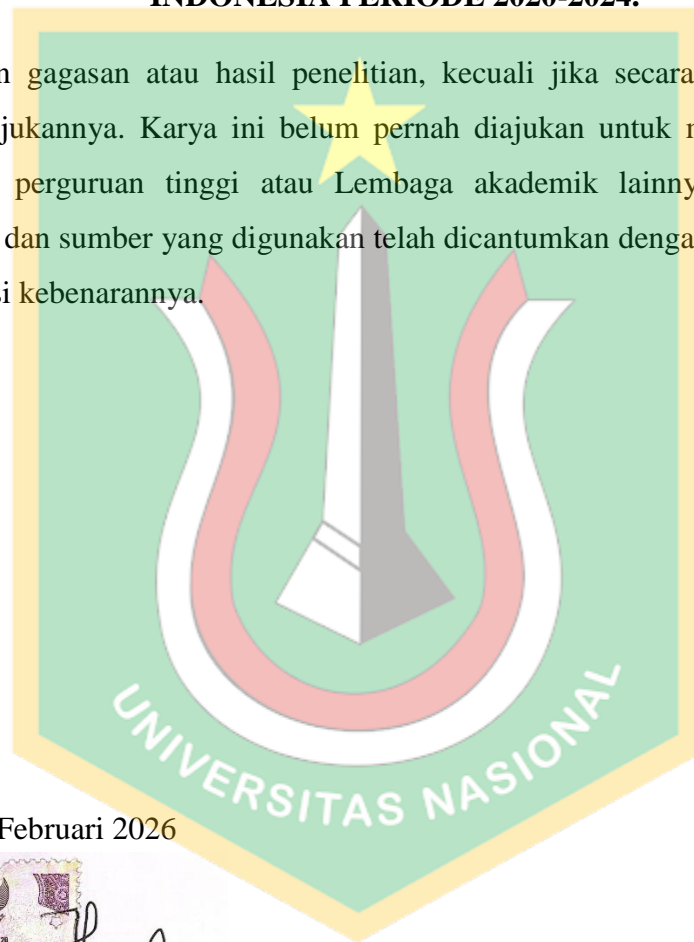 INDONESIA PERIODE 2020-2024.
gagasan atau hasil penelitian, kecuali jika secara
jukannya. Karya ini belum pernah diajukan untuk
perguruan tinggi atau Lembaga akademik lainny
dan sumber yang digunakan telah dicantumkan denga
si kebenarannya.
UNIVERSITAS NASIONAL
Februari 2026